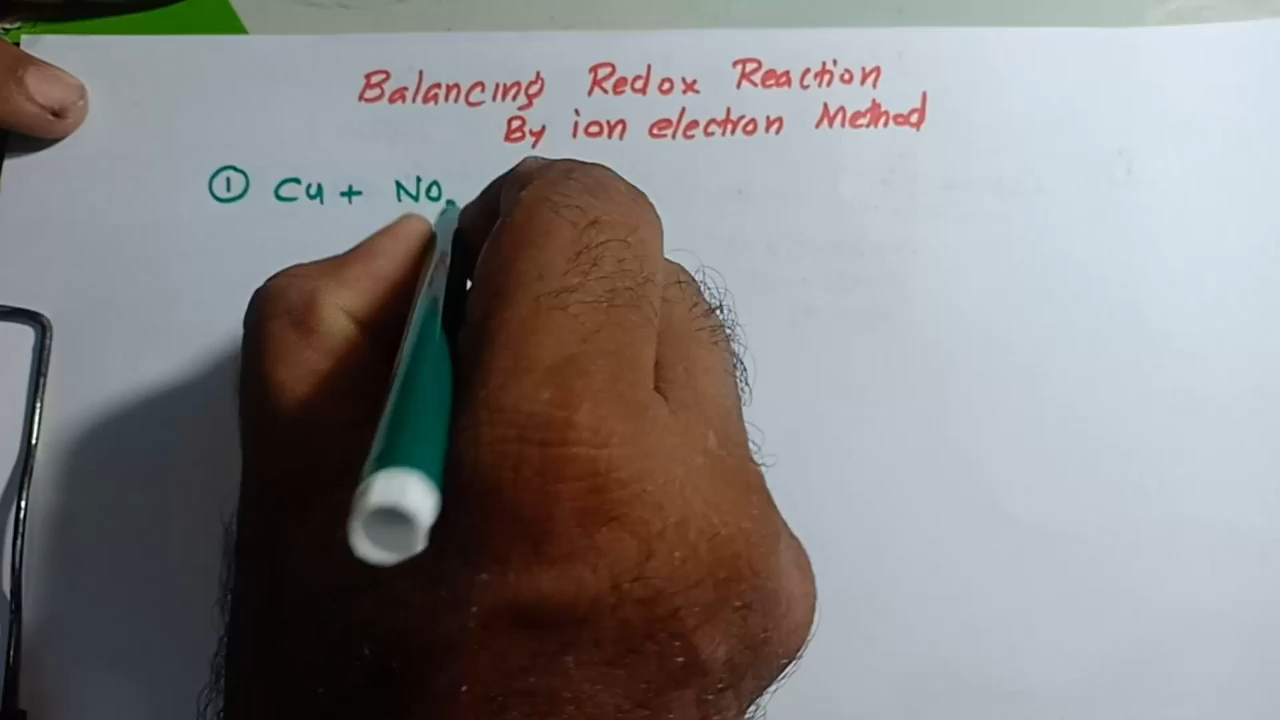 Balancing Redox Reaction
By ion electron Method
① Cu + NO